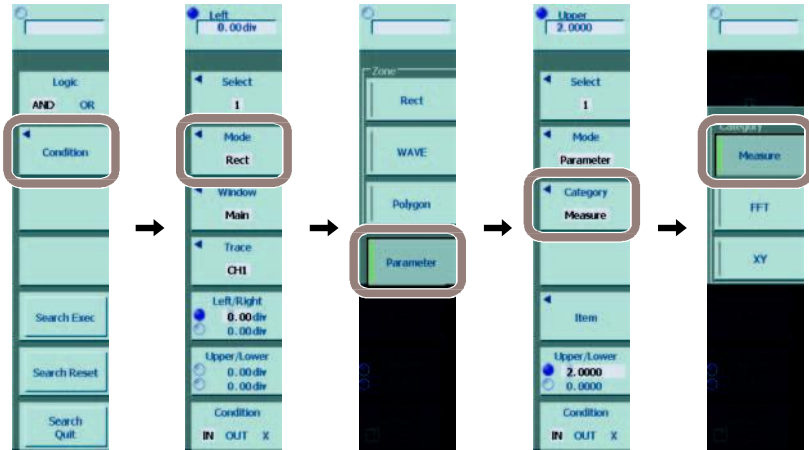 Logic
AND OR
Condition
Search Exec
Search Reset
Search
Quit
Left
0.00div
Select
1
Mode
Rect
Window
Main
Trace
CH1
Left/Right
0.00div
0.00div
Upper/Lower
0.00div
0.00div
Condition
IN OUT X
Zone
Rect
WAVE
Polygon
Parameter
Upper
2.0000
Select
1
Mode
Parameter
Category
Measure
Item
Upper/Lower
2.0000
0.0000
Condition
IN OUT X
Category
Measure
FFT
XY